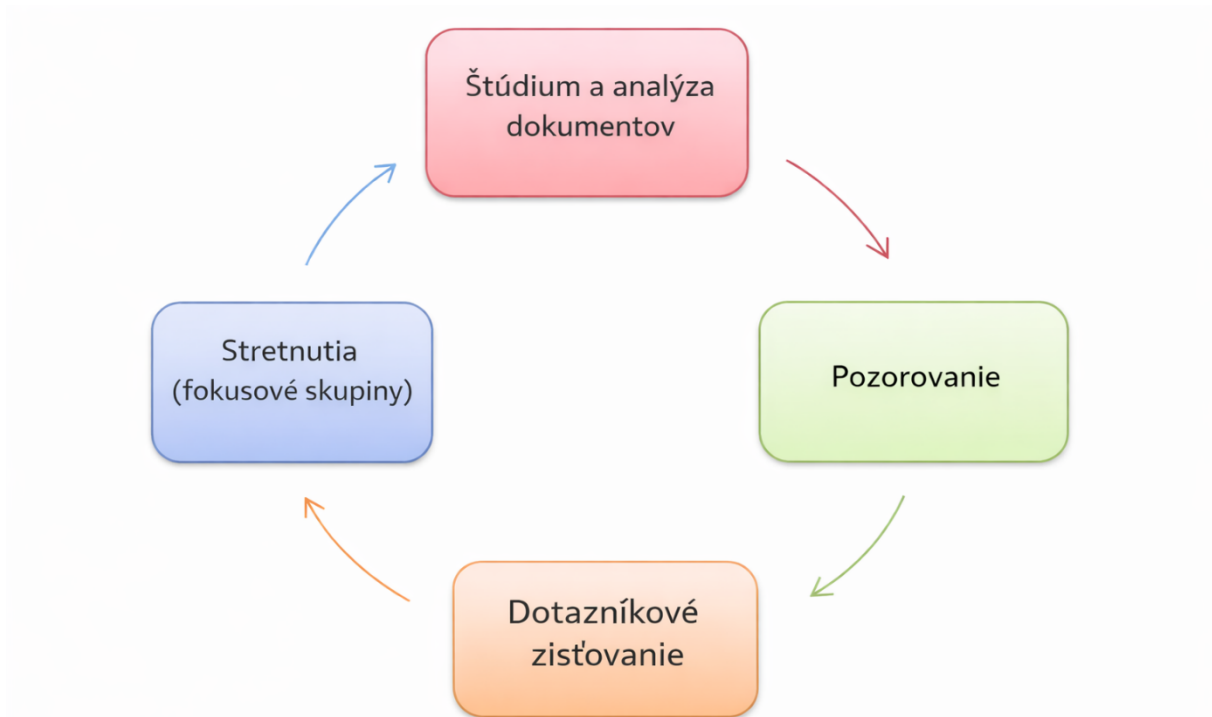 Štúdium a analýza
dokumentov
Pozorovanie
Dotazníkové
zisťovanie
Stretnutia
(fokusové skupiny)